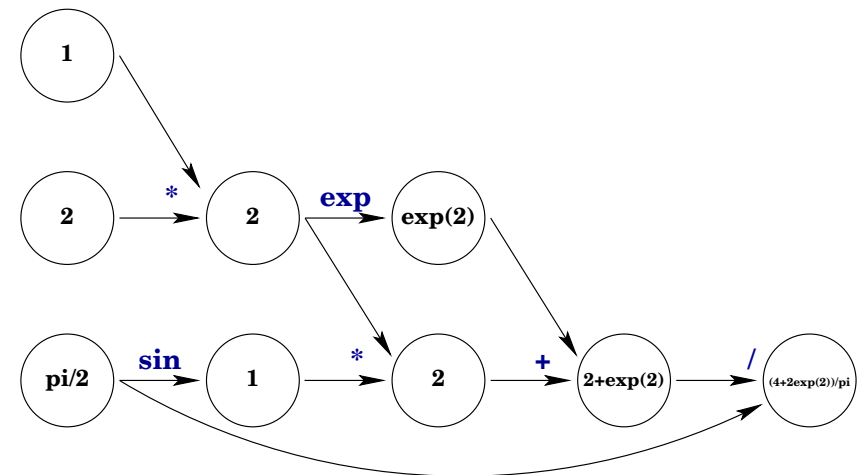 1
*
exp
2
2
exp(2)
sin
*
+
/
pi/2
1
2
2+exp(2)
(4+2exp(2))/pi